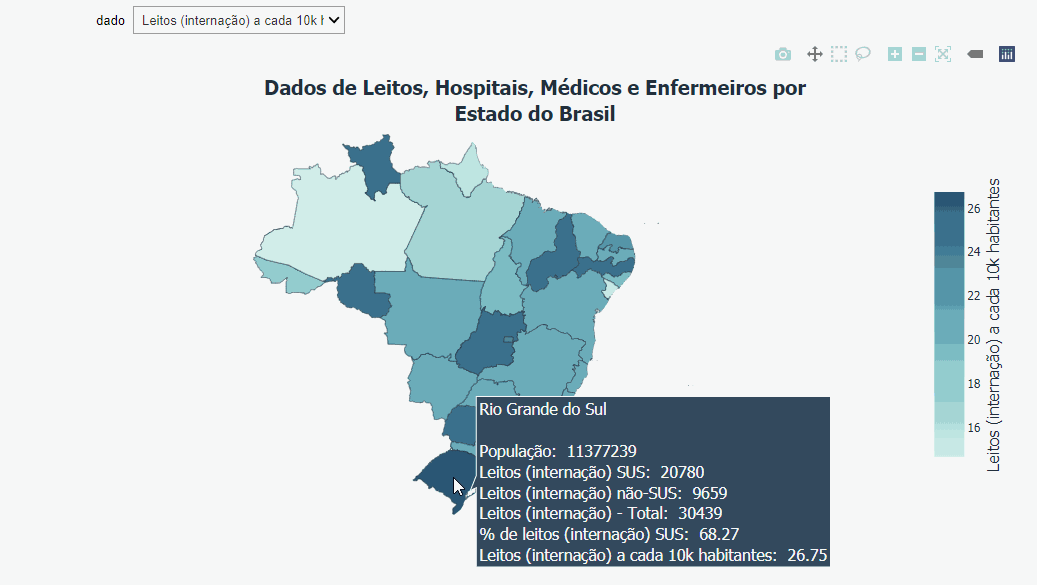 dado
Leitos (internação) a cada 10k h
Dados de Leitos, Hospitais, Médicos e Enfermeiros por
Estado do Brasil
26
24
22
20
18
16
Leitos (internação) a cada 10k habitantes
Rio Grande do Sul
População: 11377239
Leitos (internação) SUS: 20780
Leitos (internação) não-SUS: 9659
Leitos (internação) - Total: 30439
% de leitos (internação) SUS: 68.27
Leitos (internação) a cada 10k habitantes: 26.75